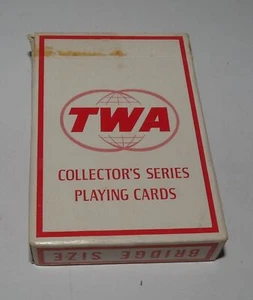 TWA
COLLECTOR'S SERIES
PLAYING CARDS
BRIDGE SIZE